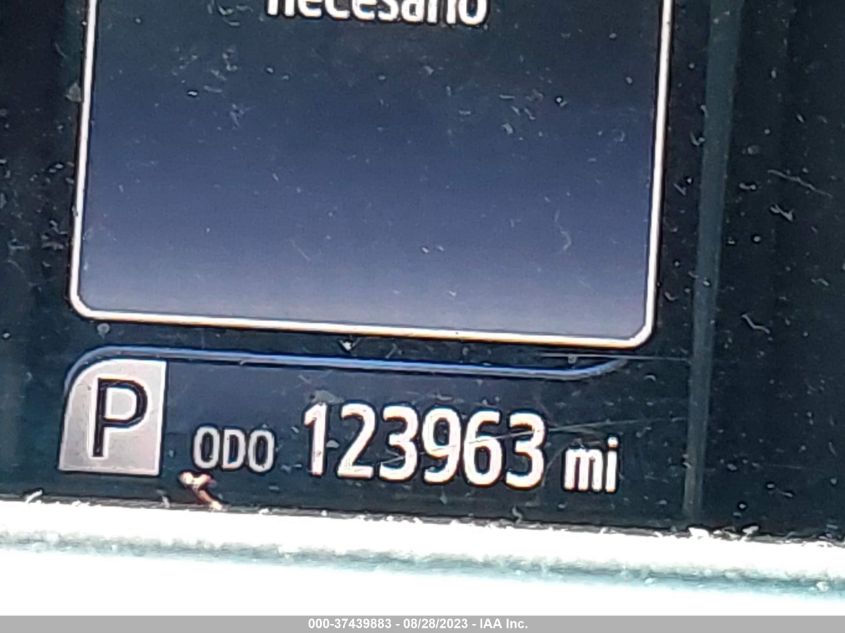 necesario
P ODO 123963 mi
000-37439883 - 08/28/2023 - IAA Inc.